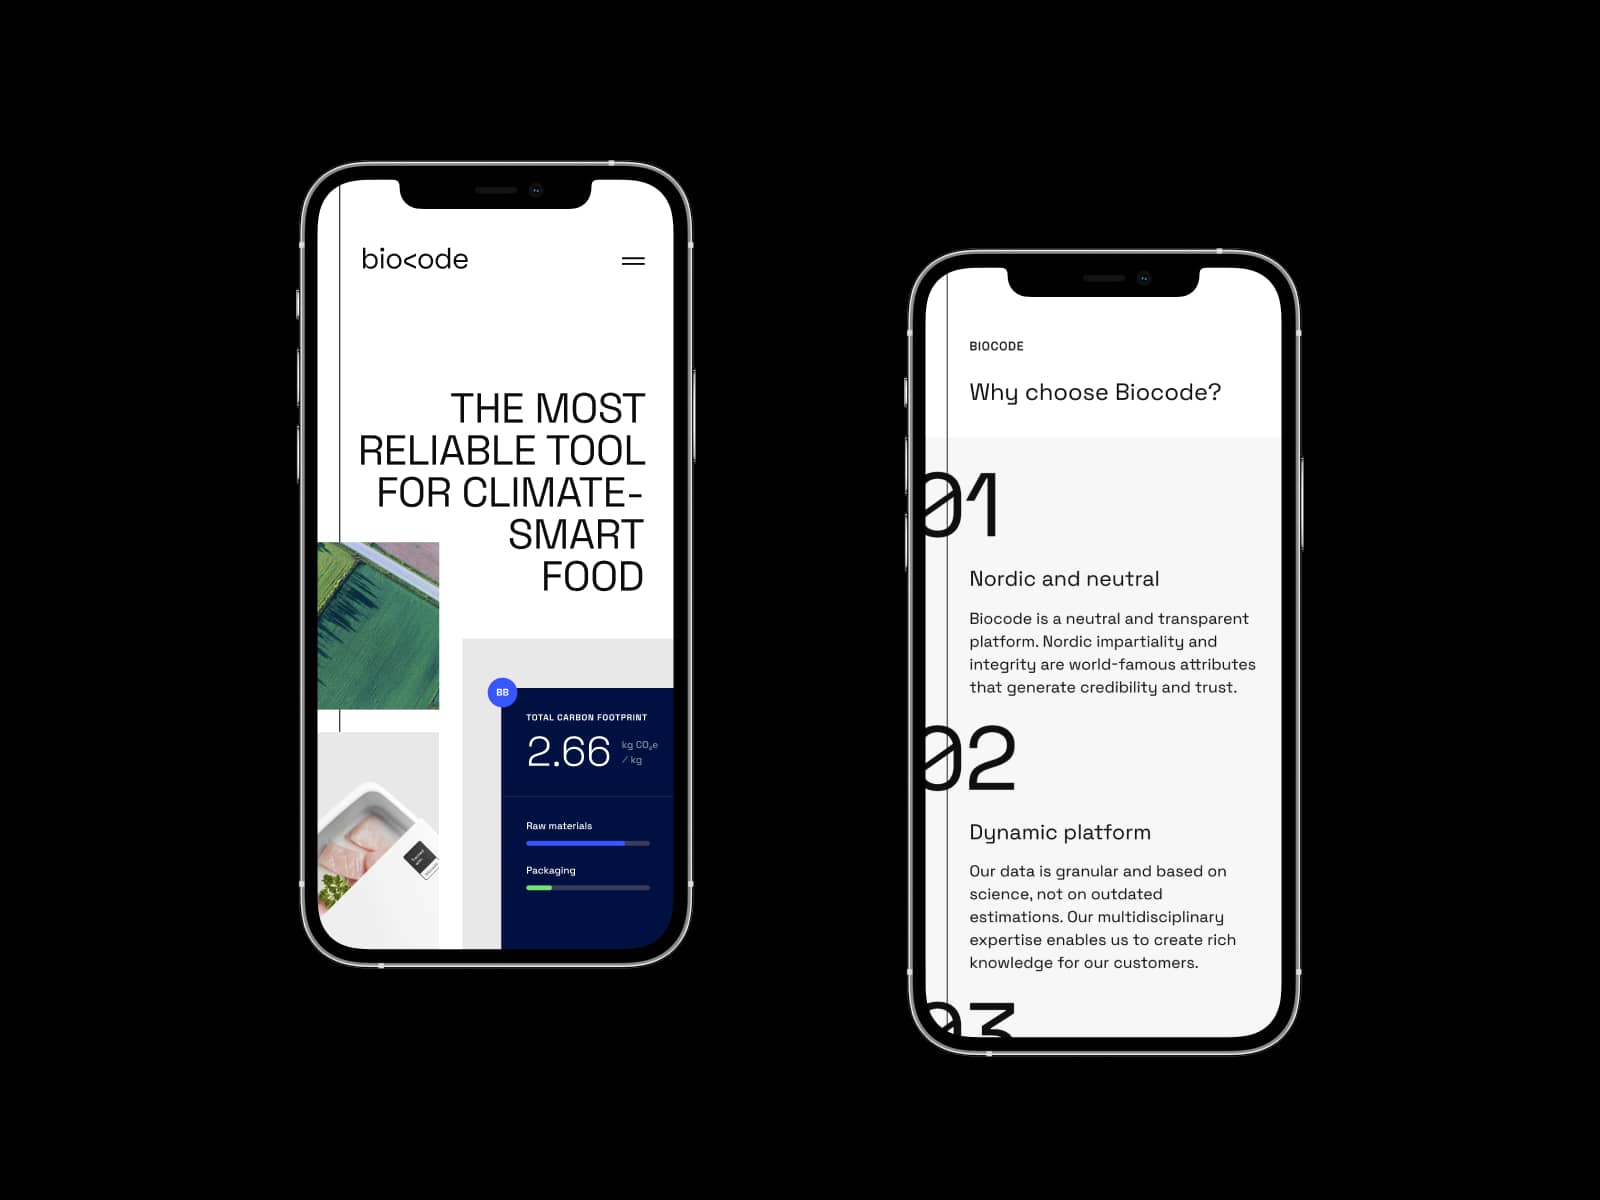 bio<ode
THE MOST
RELIABLE TOOL
FOR CLIMATE-
SMART
FOOD
BB
TOTAL CARBON FOOTPRINT
2.66 kg CO₂e
/ kg
Raw materials
Packaging
BIOCODE
Why choose Biocode?
01
Nordic and neutral
Biocode is a neutral and transparent
platform. Nordic impartiality and
integrity are world-famous attributes
that generate credibility and trust.
02
Dynamic platform
Our data is granular and based on
science, not on outdated
estimations. Our multidisciplinary
expertise enables us to create rich
knowledge for our customers.
03